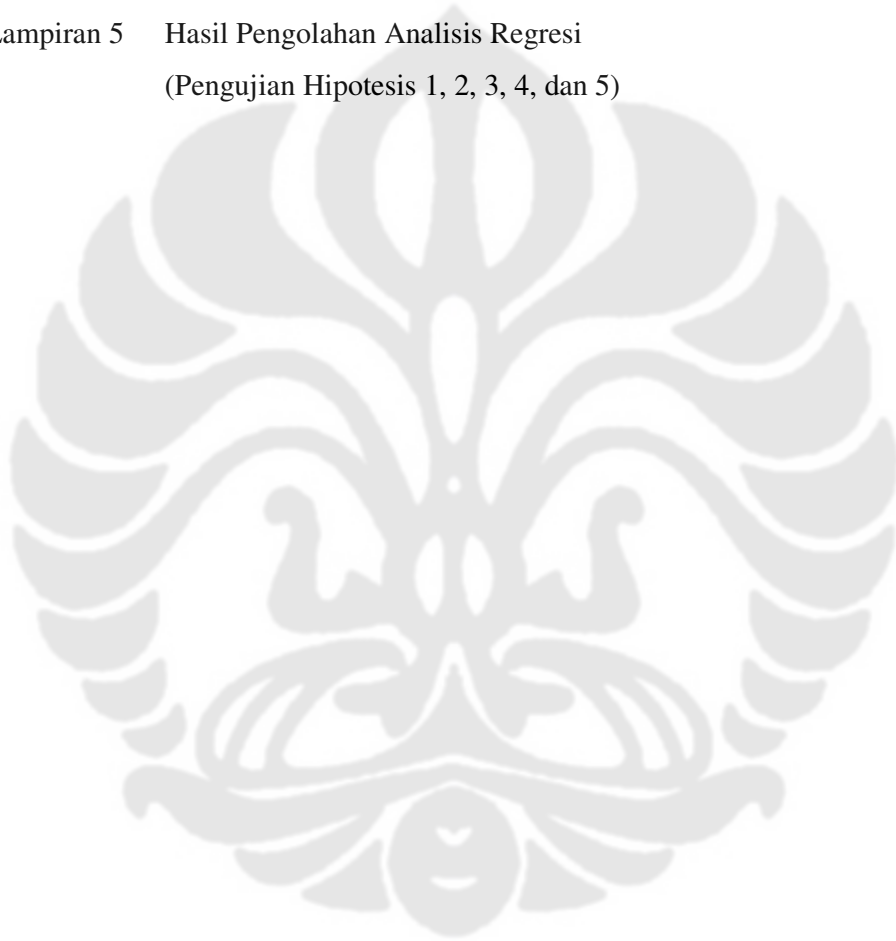 Lampiran 5 Hasil Pengolahan Analisis Regresi
(Pengujian Hipotesis 1, 2, 3, 4, dan 5)